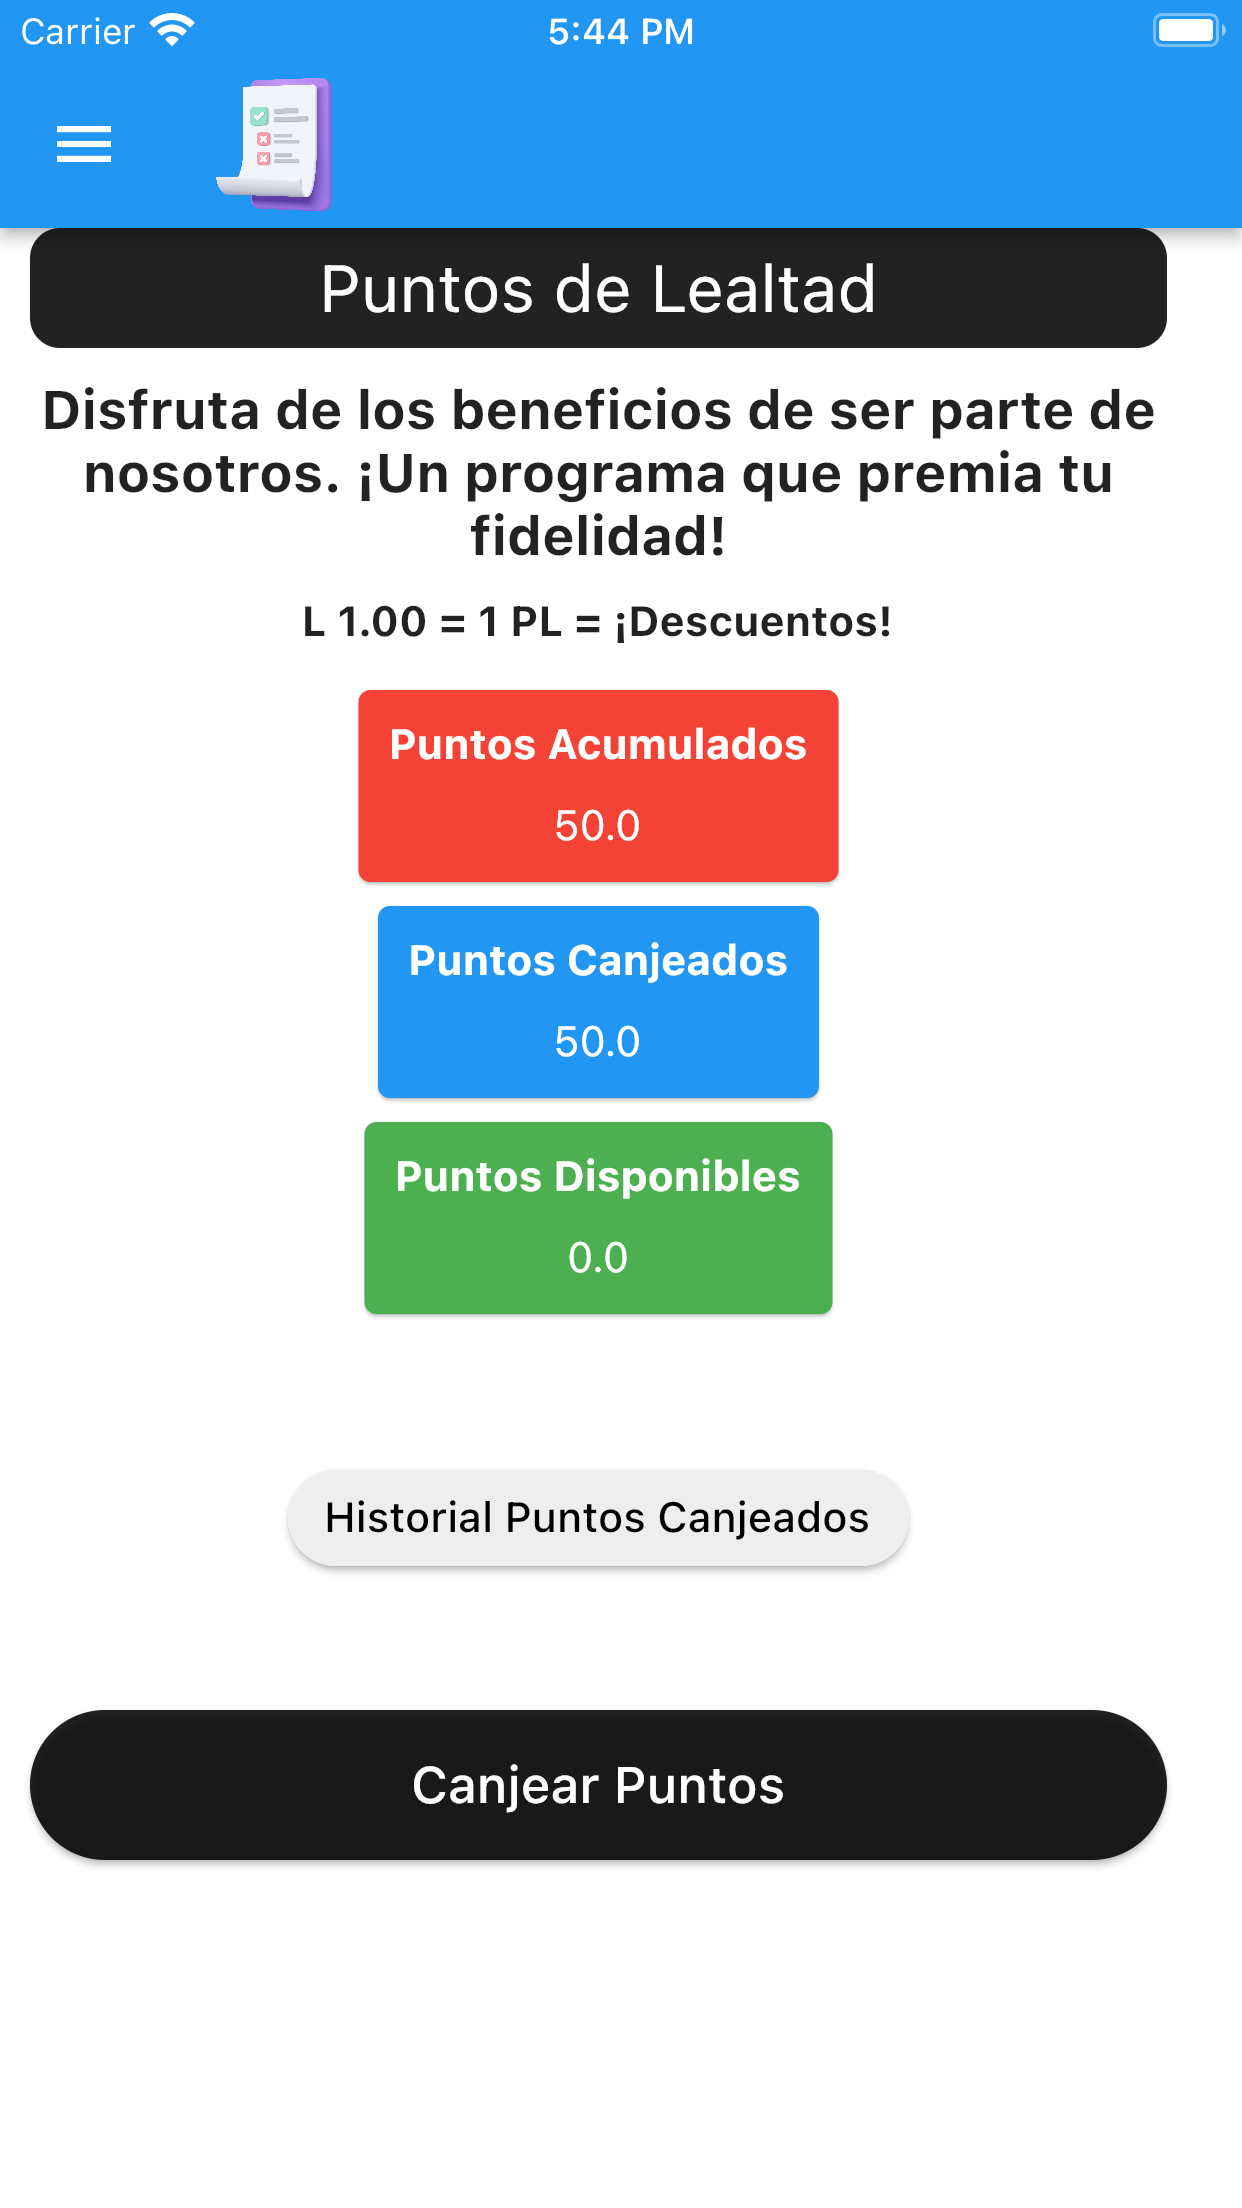 Carrier
5:44 PM
Puntos de Lealtad
Disfruta de los beneficios de ser parte de
nosotros. ¡Un programa que premia tu
fidelidad!
L 1.00 = 1 PL = ¡Descuentos!
Puntos Acumulados
50.0
Puntos Canjeados
50.0
Puntos Disponibles
0.0
Historial Puntos Canjeados
Canjear Puntos